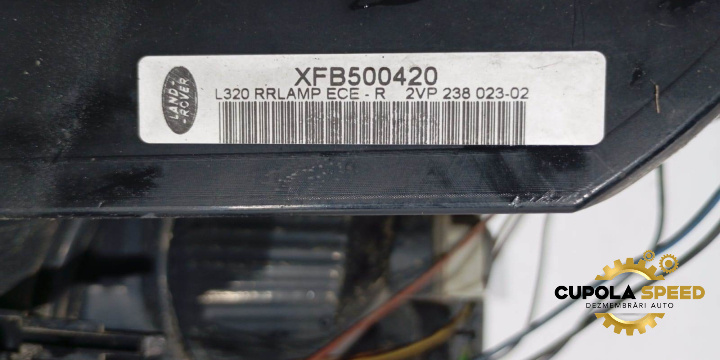 XFB500420
LAND-
-ROVER
L320 RRLAMP ECE - R 2VP 238 023-02
CUPOLA SPEED
DEZMEMBRĂRI AUTO